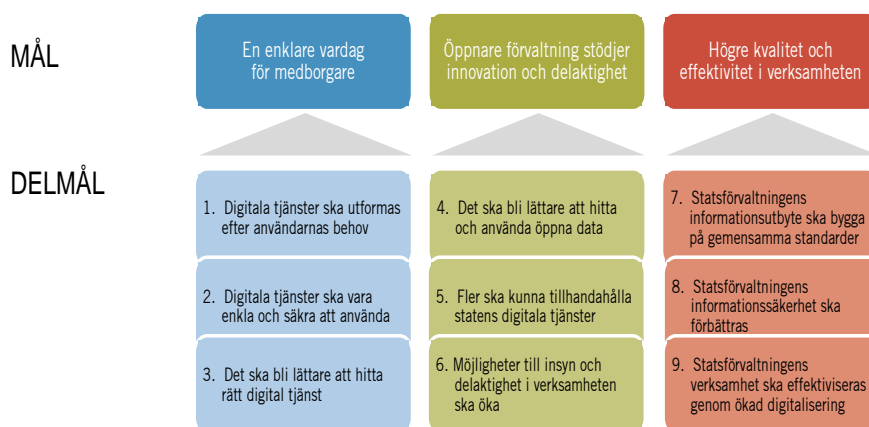 MÅL
En enklare vardag
för medborgare
Öppnare förvaltning stödjer
innovation och delaktighet
Högre kvalitet och
effektivitet i verksamheten
DELMÅL
1. Digitala tjänster ska utformas
efter användarnas behov
2. Digitala tjänster ska vara
enkla och säkra att använda
3. Det ska bli lättare att hitta
rätt digital tjänst
4. Det ska bli lättare att hitta
och använda öppna data
5. Fler ska kunna tillhandahålla
statens digitala tjänster
6. Möjligheter till insyn och
delaktighet i verksamheten
ska öka
7. Statsförvaltningens
informationsutbyte ska bygga
på gemensamma standarder
8. Statsförvaltningens
informationssäkerhet ska
förbättras
9. Statsförvaltningens
verksamhet ska effektiviseras
genom ökad digitalisering